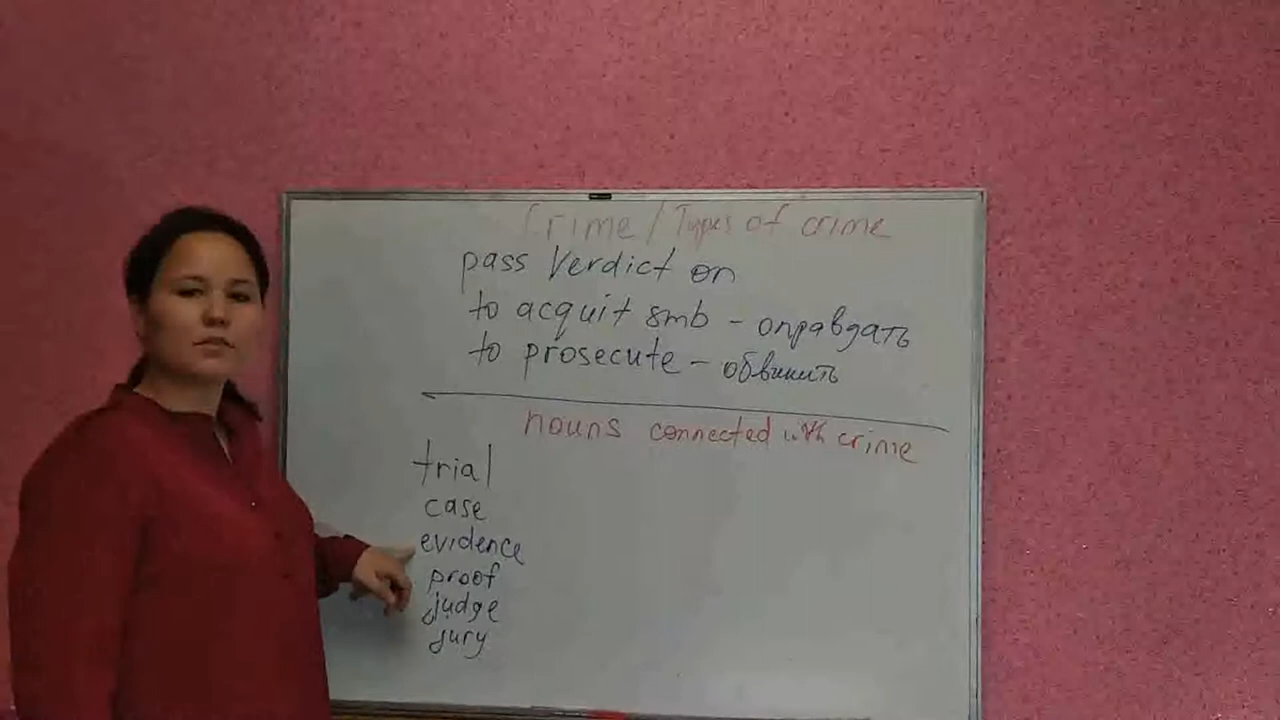 Crime / Types of crime
pass Verdict on
to acquit smb - оправдать
to prosecute - обвинить
nouns connected with crime
trial
case
evidence
proof
judge
jury